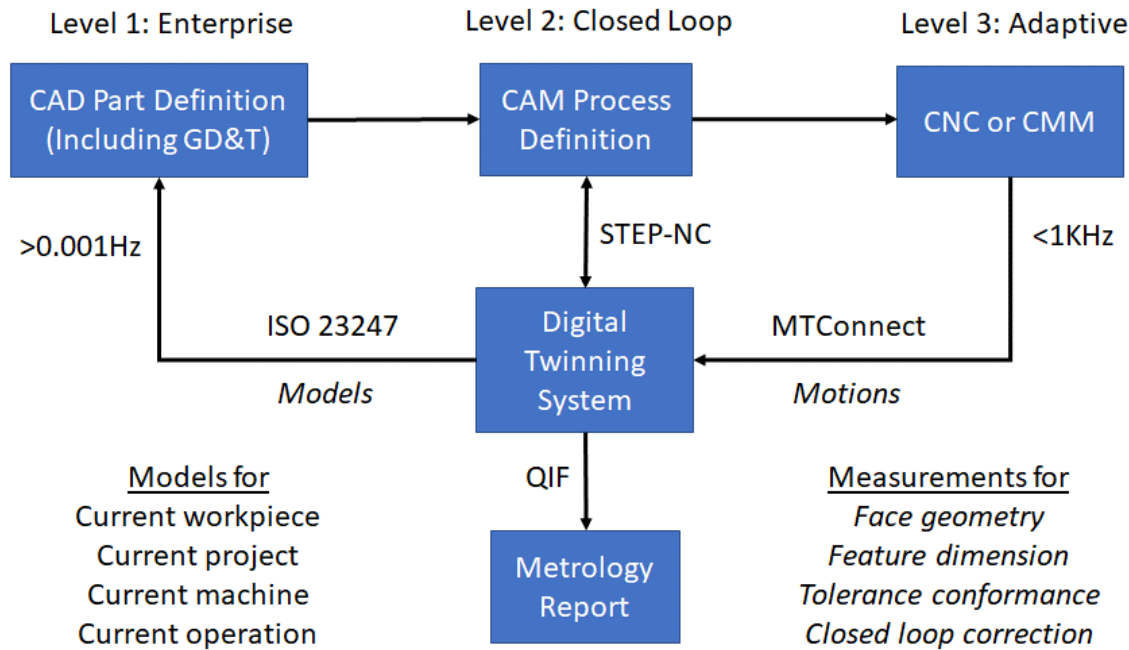 Level 1: Enterprise
Level 2: Closed Loop
Level 3: Adaptive
CAD Part Definition
(Including GD&T)
CAM Process
Definition
CNC or CMM
>0.001Hz
STEP-NC
<1KHz
ISO 23247
Digital
Twinning
System
MTConnect
Models
Motions
QIF
Models for
Current workpiece
Current project
Current machine
Current operation
Metrology
Report
Measurements for
Face geometry
Feature dimension
Tolerance conformance
Closed loop correction